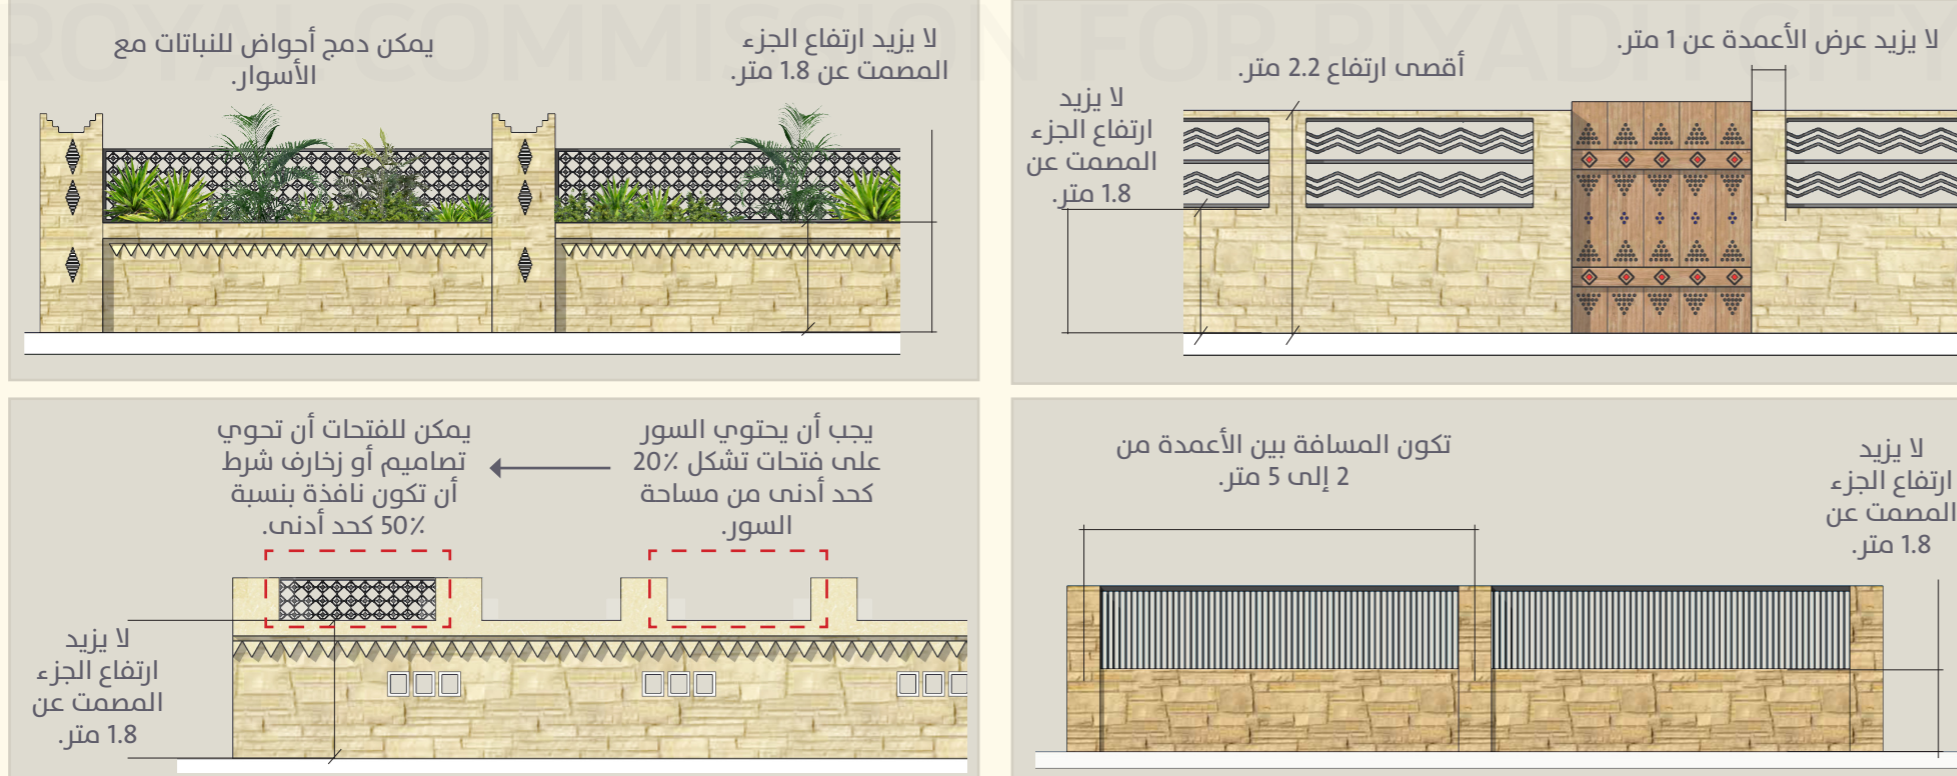 ROYAL COMMISSION FOR RIYADH CITY
لا يزيد عرض الأعمدة عن 1 متر.
أقصى ارتفاع 2.2 متر.
لا يزيد
ارتفاع الجزء
المصمت عن
1.8 متر.
لا يزيد ارتفاع الجزء
المصمت عن 1.8 متر.
يمكن دمج أحواض للنباتات مع
الأسوار.
لا يزيد
ارتفاع الجزء
المصمت عن
1.8 متر.
تكون المسافة بين الأعمدة من
2 إلى 5 متر.
يجب أن يحتوي السور
على فتحات تشكل 20٪
كحد أدنى من مساحة
السور.
يمكن للفتحات أن تحوي
تصاميم أو زخارف شرط
أن تكون نافذة بنسبة
50٪ كحد أدنى.
لا يزيد
ارتفاع الجزء
المصمت عن
1.8 متر.